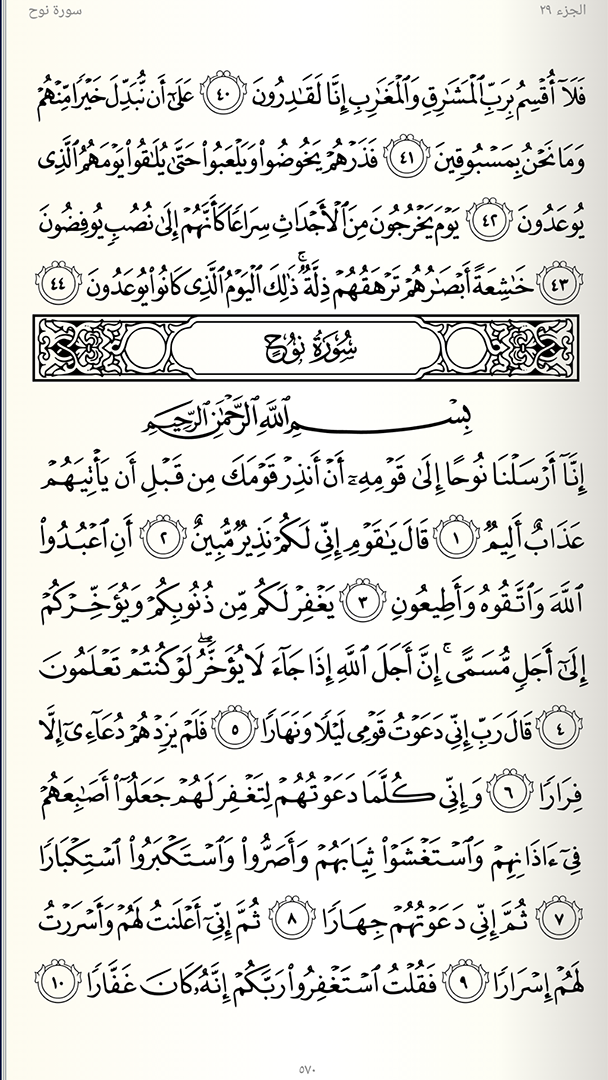 الجزء ٢٩
سورة نوح
فَلَآ أُقۡسِمُ بِرَبِّ ٱلۡمَشَٰرِقِ وَٱلۡمَغَٰرِبِ إِنَّا لَقَٰدِرُونَ ٤٠ عَلَىٰٓ أَن نُّبَدِّلَ خَيۡرٗا مِّنۡهُمۡ
وَمَا نَحۡنُ بِمَسۡبُوقِينَ ٤١ فَذَرۡهُمۡ يَخُوضُواْ وَيَلۡعَبُواْ حَتَّىٰ يُلَٰقُواْ يَوۡمَهُمُ ٱلَّذِي
يُوعَدُونَ ٤٢ يَوۡمَ يَخۡرُجُونَ مِنَ ٱلۡأَجۡدَاثِ سِرَاعٗا كَأَنَّهُمۡ إِلَىٰ نُصُبٖ يُوفِضُونَ
٤٣ خَٰشِعَةً أَبۡصَٰرُهُمۡ تَرۡهَقُهُمۡ ذِلَّةٞۚ ذَٰلِكَ ٱلۡيَوۡمُ ٱلَّذِي كَانُواْ يُوعَدُونَ ٤٤
سُورَةُ نُوحٍ
بِسۡمِ ٱللَّهِ ٱلرَّحۡمَٰنِ ٱلرَّحِيمِ
إِنَّآ أَرۡسَلۡنَا نُوحًا إِلَىٰ قَوۡمِهِۦٓ أَنۡ أَنذِرۡ قَوۡمَكَ مِن قَبۡلِ أَن يَأۡتِيَهُمۡ
عَذَابٌ أَلِيمٞ ١ قَالَ يَٰقَوۡمِ إِنِّي لَكُمۡ نَذِيرٞ مُّبِينٌ ٢ أَنِ ٱعۡبُدُواْ
ٱللَّهَ وَٱتَّقُوهُ وَأَطِيعُونِ ٣ يَغۡفِرۡ لَكُم مِّن ذُنُوبِكُمۡ وَيُؤَخِّرۡكُمۡ
إِلَىٰٓ أَجَلٖ مُّسَمًّىۚ إِنَّ أَجَلَ ٱللَّهِ إِذَا جَآءَ لَا يُؤَخَّرُۚ لَوۡ كُنتُمۡ تَعۡلَمُونَ
٤ قَالَ رَبِّ إِنِّي دَعَوۡتُ قَوۡمِي لَيۡلٗا وَنَهَارٗا ٥ فَلَمۡ يَزِدۡهُمۡ دُعَآءِيٓ إِلَّا
فِرَارٗا ٦ وَإِنِّي كُلَّمَا دَعَوۡتُهُمۡ لِتَغۡفِرَ لَهُمۡ جَعَلُوٓاْ أَصَٰبِعَهُمۡ
فِيٓ ءَاذَانِهِمۡ وَٱسۡتَغۡشَوۡاْ ثِيَابَهُمۡ وَأَصَرُّواْ وَٱسۡتَكۡبَرُواْ ٱسۡتِكۡبَارٗا
٧ ثُمَّ إِنِّي دَعَوۡتُهُمۡ جِهَارٗا ٨ ثُمَّ إِنِّيٓ أَعۡلَنتُ لَهُمۡ وَأَسۡرَرۡتُ
لَهُمۡ إِسۡرَارٗا ٩ فَقُلۡتُ ٱسۡتَغۡفِرُواْ رَبَّكُمۡ إِنَّهُۥ كَانَ غَفَّارٗا ١٠
٥٧٠